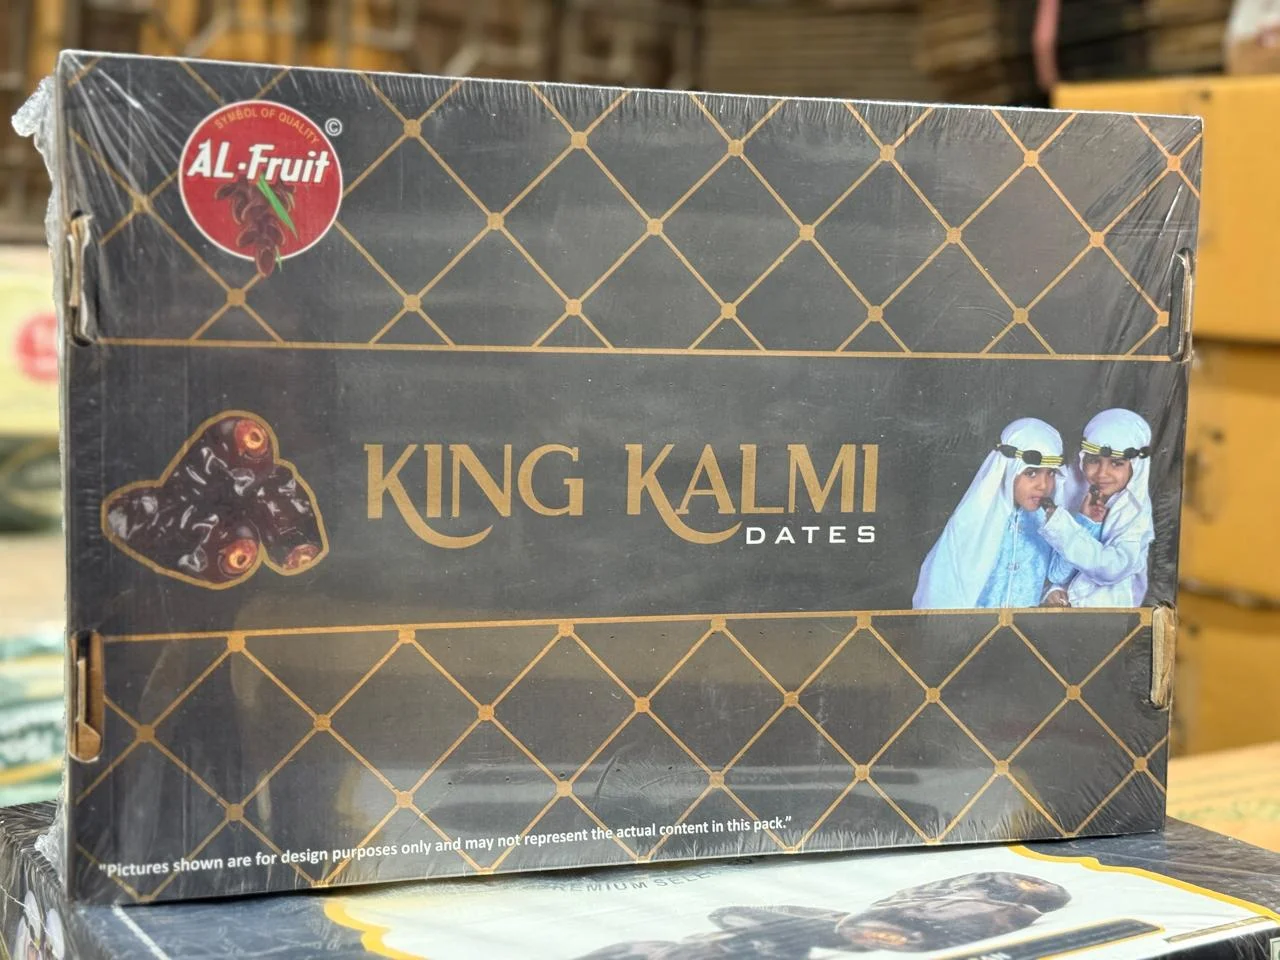 SYMBOL OF QUALITY
©
AL-Fruit
KING KALMI
DATES
"Pictures shown are for design purposes only and may not represent the actual content in this pack."
PREMIUM